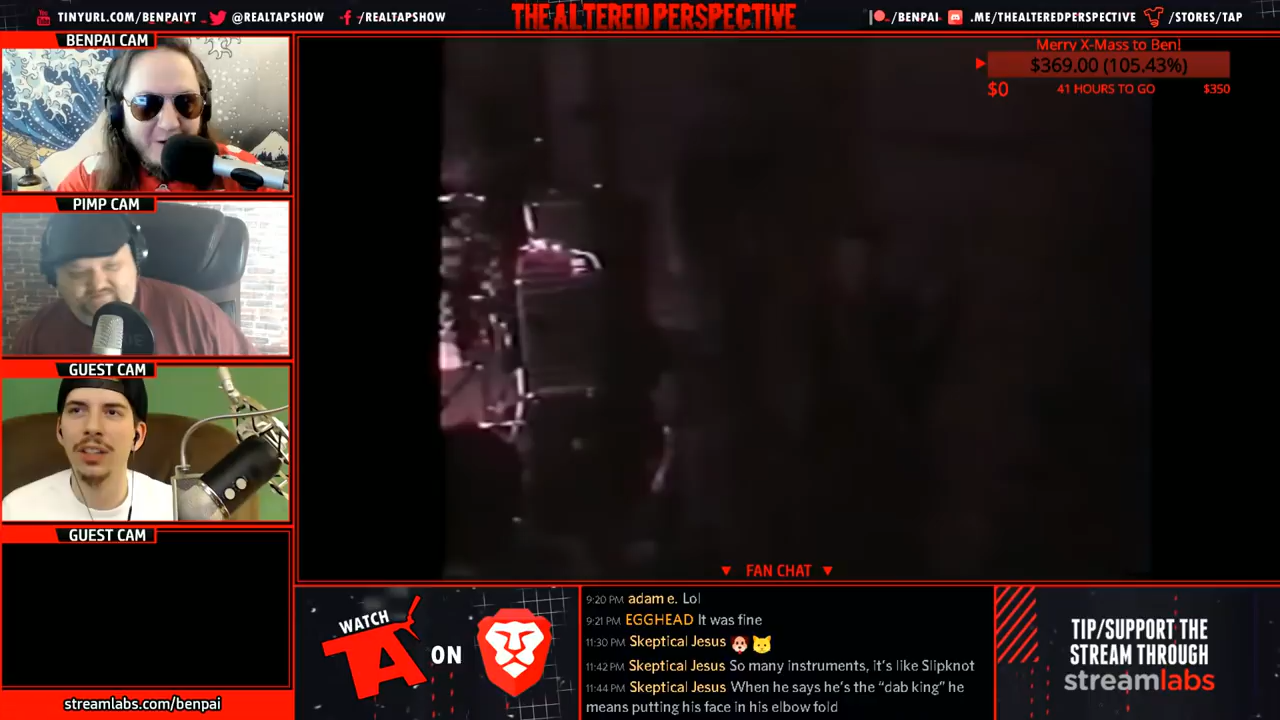 TINYURL.COM/BENPAIYT
@REALTAPSHOW
/REALTAPSHOW
THE ALTERED PERSPECTIVE
/BENPAI
.ME/THEALTEREDPERSPECTIVE
/STORES/TAP
BENPAI CAM
Merry X-Mass to Ben!
$369.00 (105.43%)
$0
41 HOURS TO GO
$350
PIMP CAM
GUEST CAM
GUEST CAM
streamlabs.com/benpai
FAN CHAT
WATCH
ON
9:20 PM adam e. Lol
9:21 PM EGGHEAD It was fine
11:30 PM Skeptical Jesus
11:42 PM Skeptical Jesus So many instruments, it's like Slipknot
11:44 PM Skeptical Jesus When he says he's the “dab king” he
means putting his face in his elbow fold
TIP/SUPPORT THE
STREAM THROUGH
streamlabs